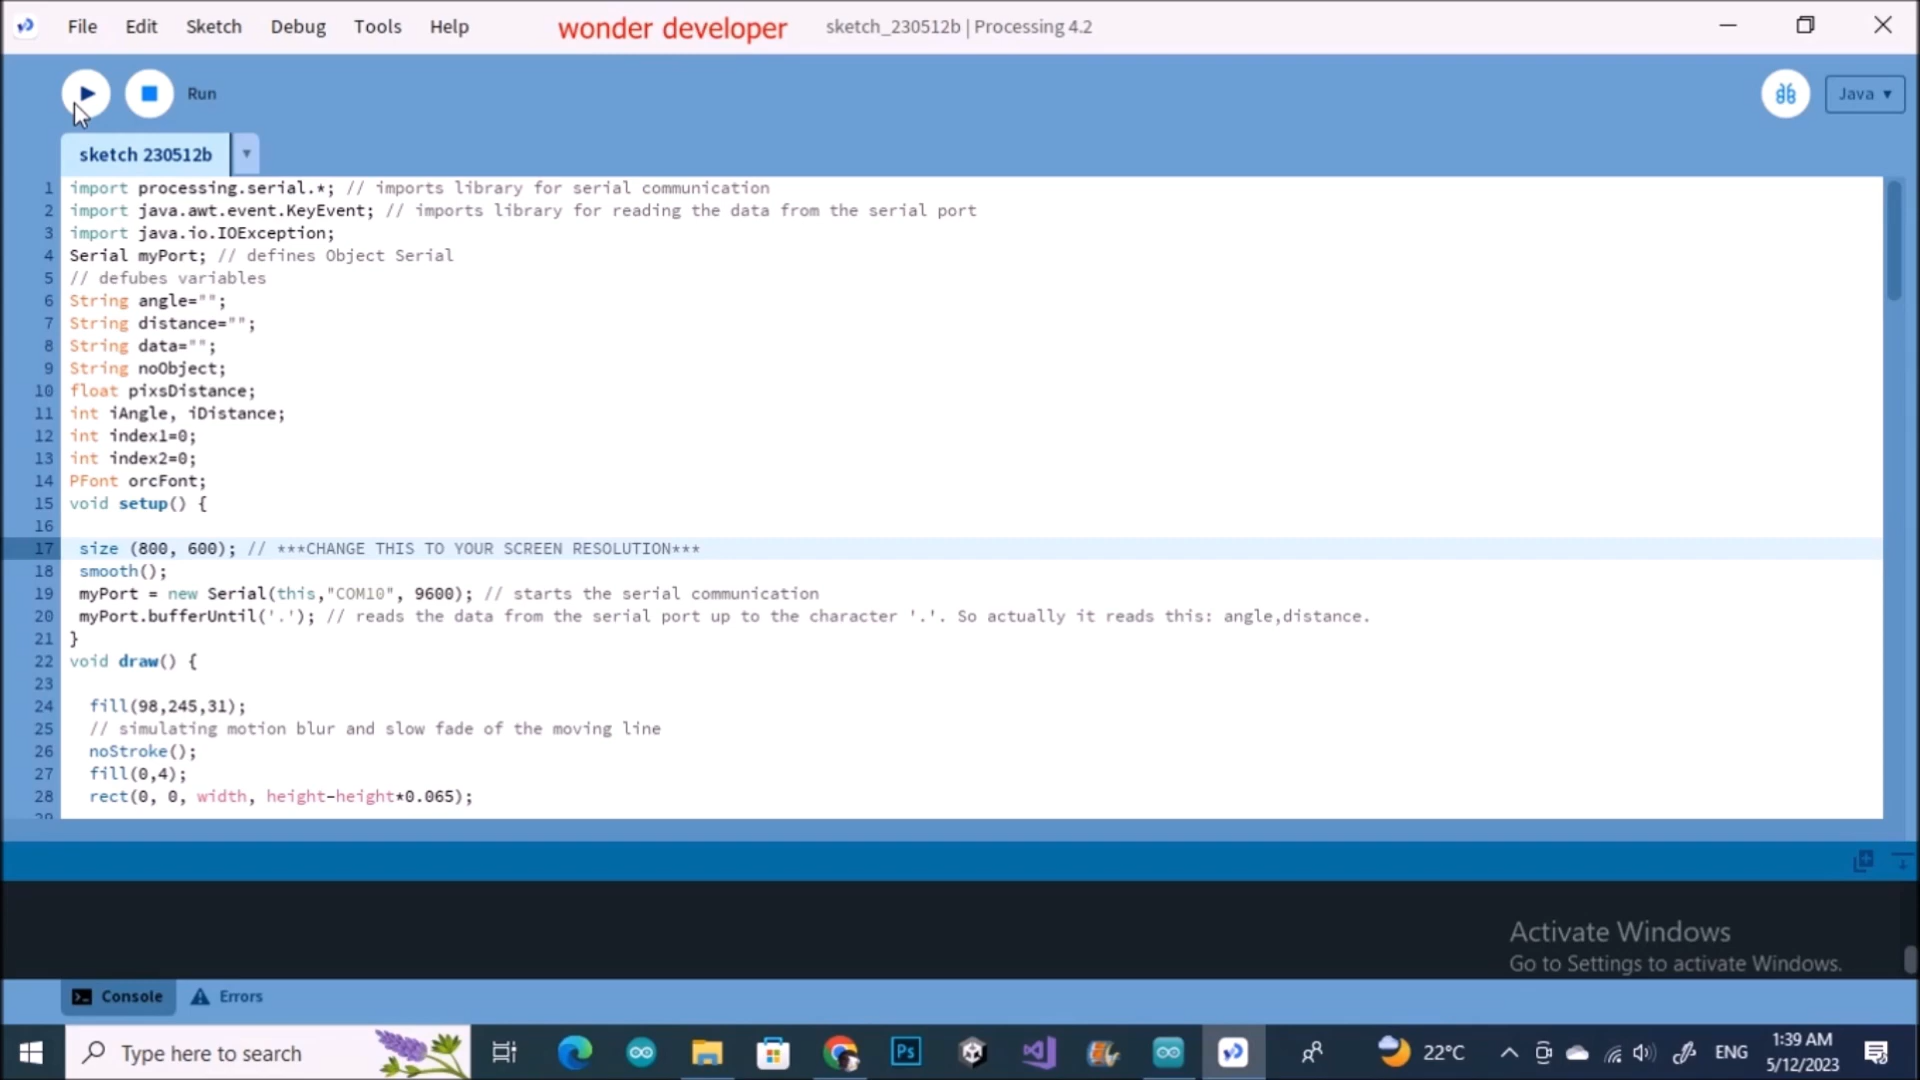 File Edit Sketch Debug Tools Help wonder developer sketch_230512b | Processing 4.2
Run
Java
sketch 230512b
1 import processing.serial.*; // imports library for serial communication
2 import java.awt.event.KeyEvent; // imports library for reading the data from the serial port
3 import java.io.IOException;
4 Serial myPort; // defines Object Serial
5 // defubes variables
6 String angle="";
7 String distance="";
8 String data="";
9 String noObject;
10 float pixsDistance;
11 int iAngle, iDistance;
12 int index1=0;
13 int index2=0;
14 PFont orcFont;
15 void setup() {
16
17 size (800, 600); // ***CHANGE THIS TO YOUR SCREEN RESOLUTION***
18 smooth();
19 myPort = new Serial(this,"COM10", 9600); // starts the serial communication
20 myPort.bufferUntil('.'); // reads the data from the serial port up to the character '.'. So actually it reads this: angle,distance.
21 }
22 void draw() {
23
24 fill(98,245,31);
25 // simulating motion blur and slow fade of the moving line
26 noStroke();
27 fill(0,4);
28 rect(0, 0, width, height-height*0.065);
29
Activate Windows
Go to Settings to activate Windows.
Console Errors
Type here to search
Ps
22°C
ENG
1:39 AM
5/12/2023